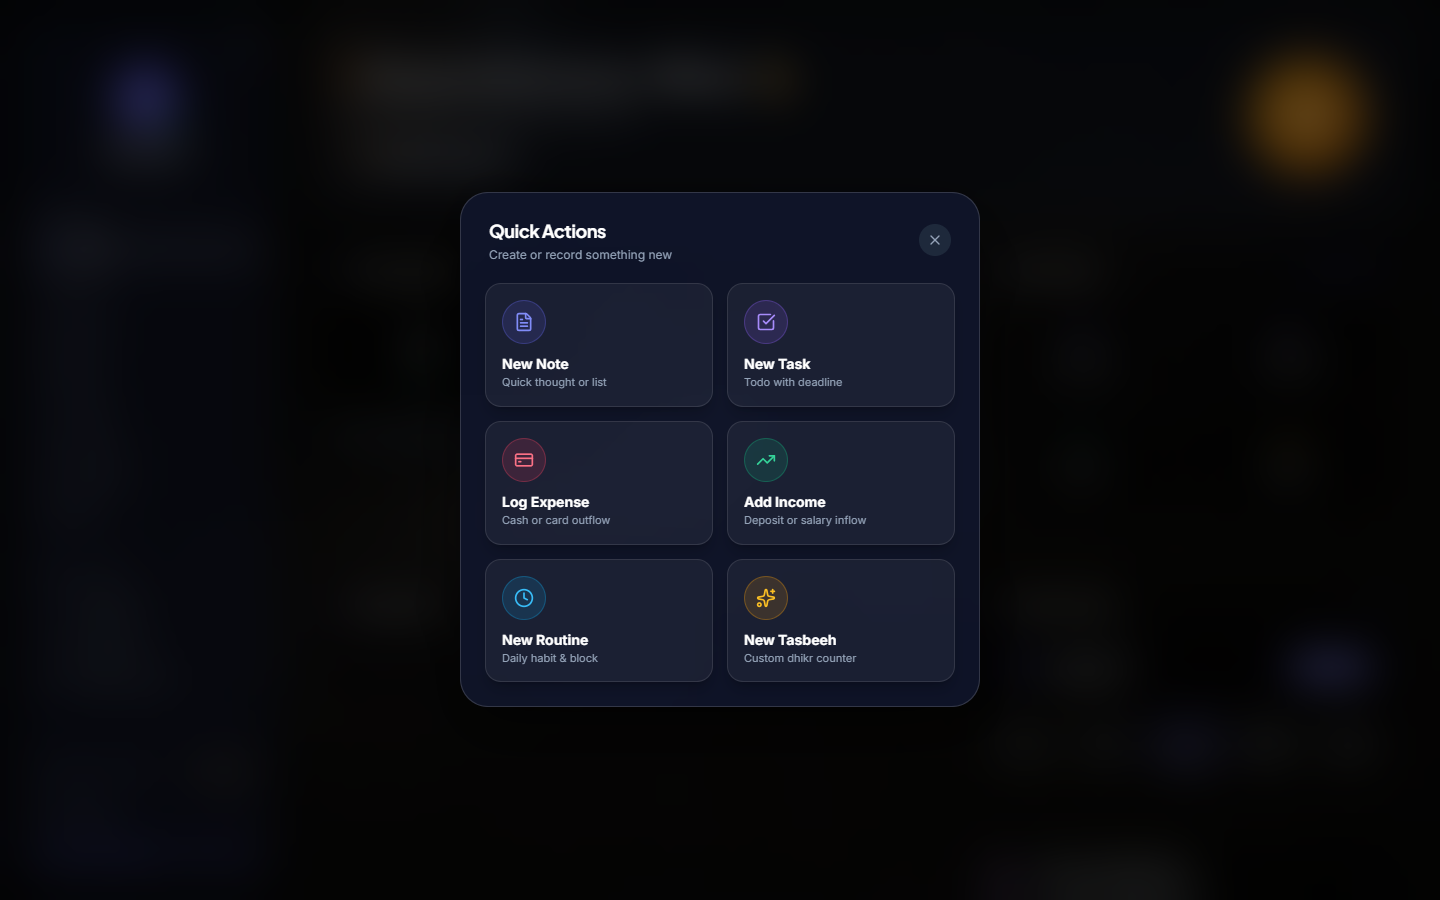 Quick Actions
Create or record something new
New Note
Quick thought or list
New Task
Todo with deadline
Log Expense
Cash or card outflow
Add Income
Deposit or salary inflow
New Routine
Daily habit & block
New Tasbeeh
Custom dhikr counter